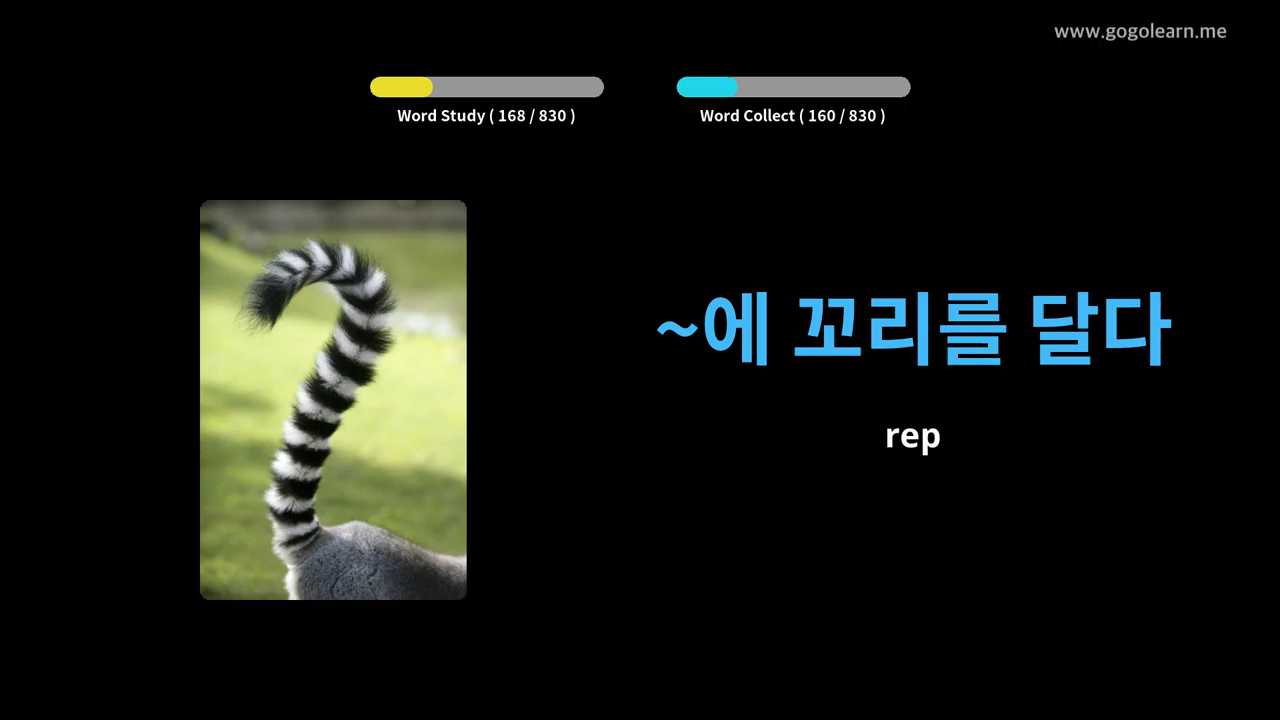 www.gogolearn.me
Word Study ( 168 / 830 )
Word Collect ( 160 / 830 )
~에 꼬리를 달다
rep